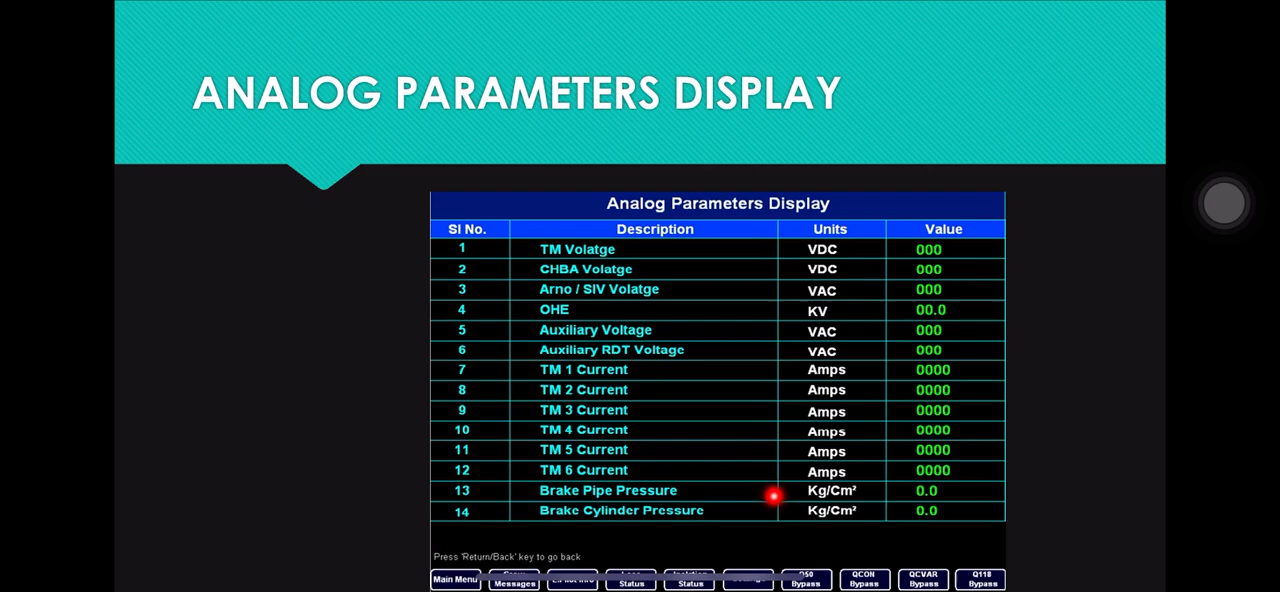 ANALOG PARAMETERS DISPLAY
Analog Parameters Display
Sl No. Description Units Value
1 TM Volatge VDC 000
2 CHBA Volatge VDC 000
3 Arno / SIV Volatge VAC 000
4 OHE KV 00.0
5 Auxiliary Voltage VAC 000
6 Auxiliary RDT Voltage VAC 000
7 TM 1 Current Amps 0000
8 TM 2 Current Amps 0000
9 TM 3 Current Amps 0000
10 TM 4 Current Amps 0000
11 TM 5 Current Amps 0000
12 TM 6 Current Amps 0000
13 Brake Pipe Pressure Kg/Cm² 0.0
14 Brake Cylinder Pressure Kg/Cm² 0.0
Press 'Return/Back' key to go back
Main Menu Messages Status Status Bypass QCON Bypass QCVAR Bypass Q118 Bypass